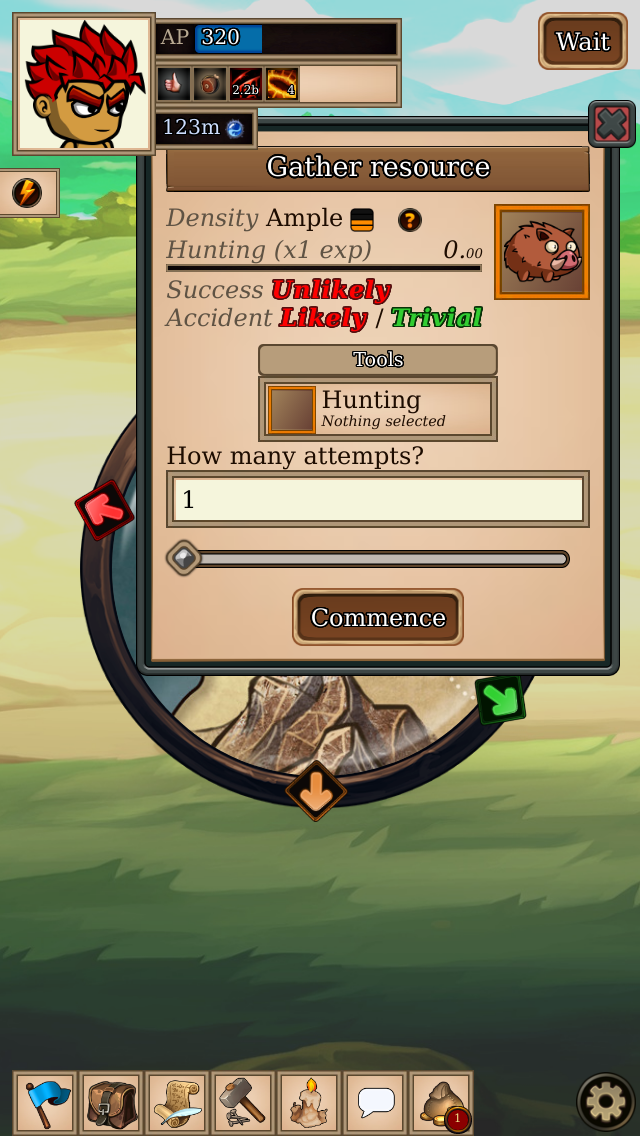 AP 320
Wait
2.2b
4
123m
Gather resource
Density Ample
?
Hunting (x1 exp) 0.00
Success Unlikely
Accident Likely / Trivial
Tools
Hunting
Nothing selected
How many attempts?
1
Commence
1